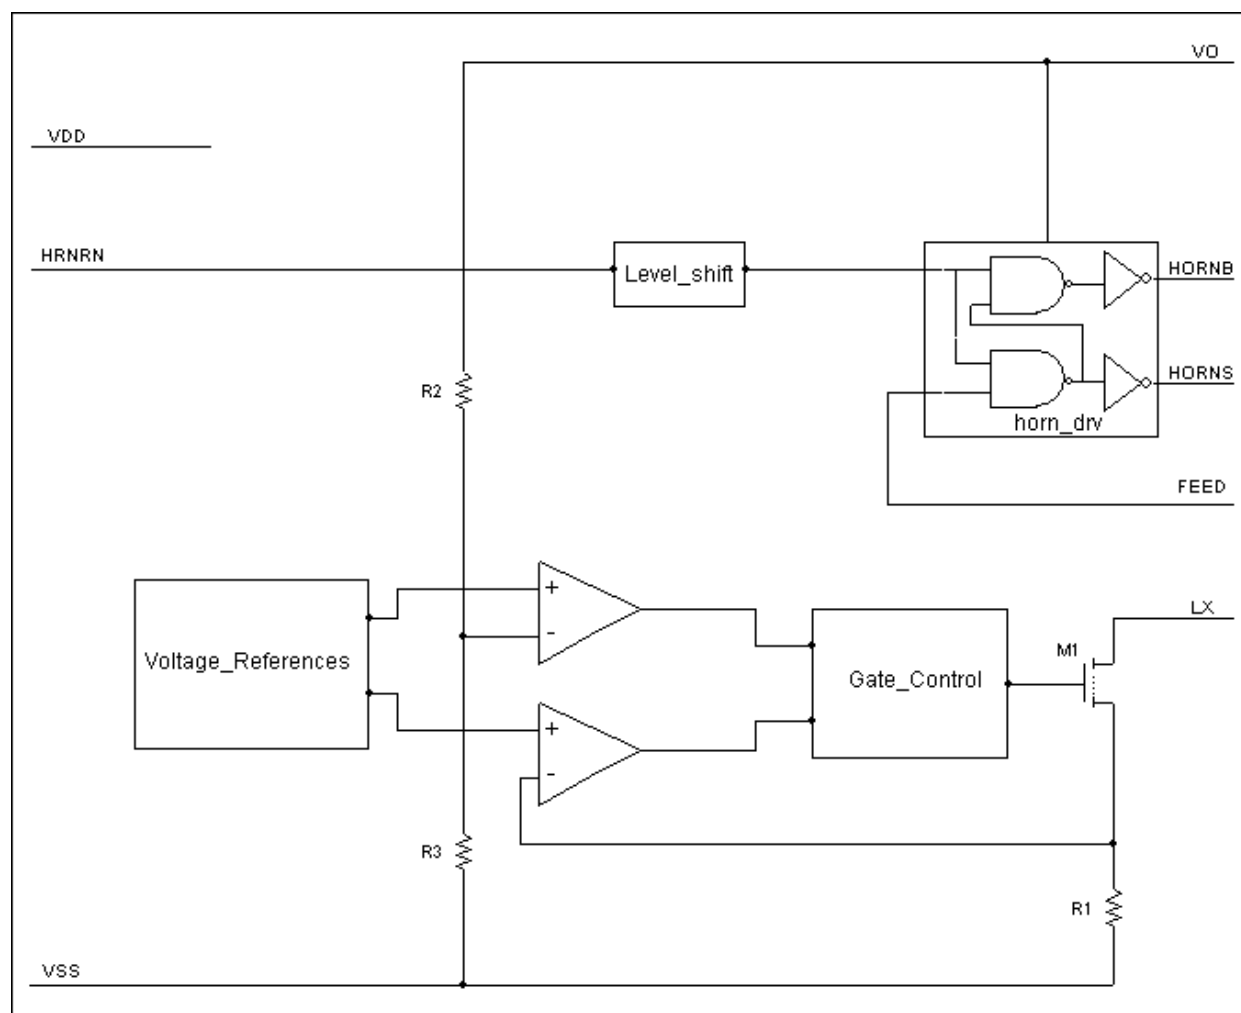 VO
VDD
HRNRN
Level_shift
HORNB
HORNS
R2
horn_drv
FEED
+
LX
-
M1
Voltage_References
Gate_Control
+
-
R3
R1
VSS